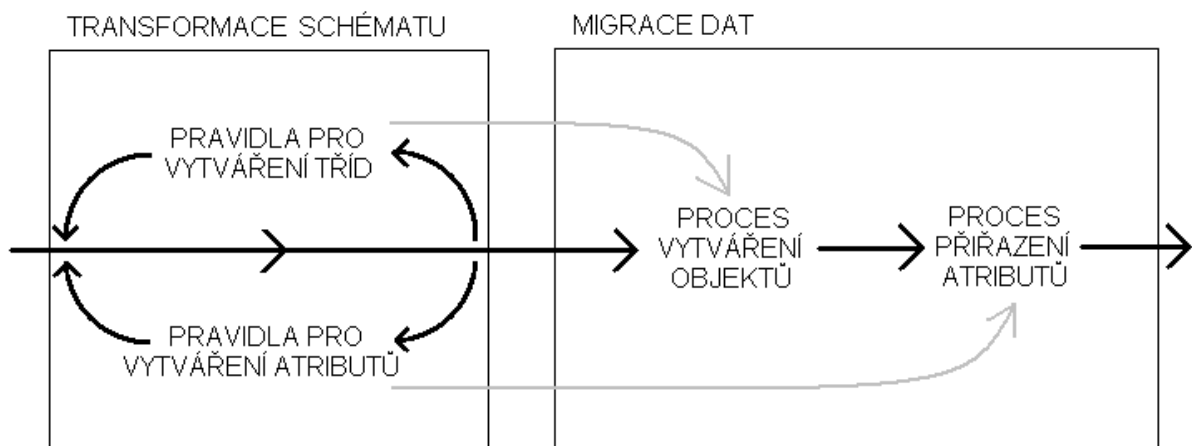 TRANSFORMACE SCHÉMATU
MIGRACE DAT
PRAVIDLA PRO
VYTVÁŘENÍ TŘÍD
PROCES
VYTVÁŘENÍ
OBJEKTŮ
PROCES
PŘIŘAZENÍ
ATRIBUTŮ
PRAVIDLA PRO
VYTVÁŘENÍ ATRIBUTŮ